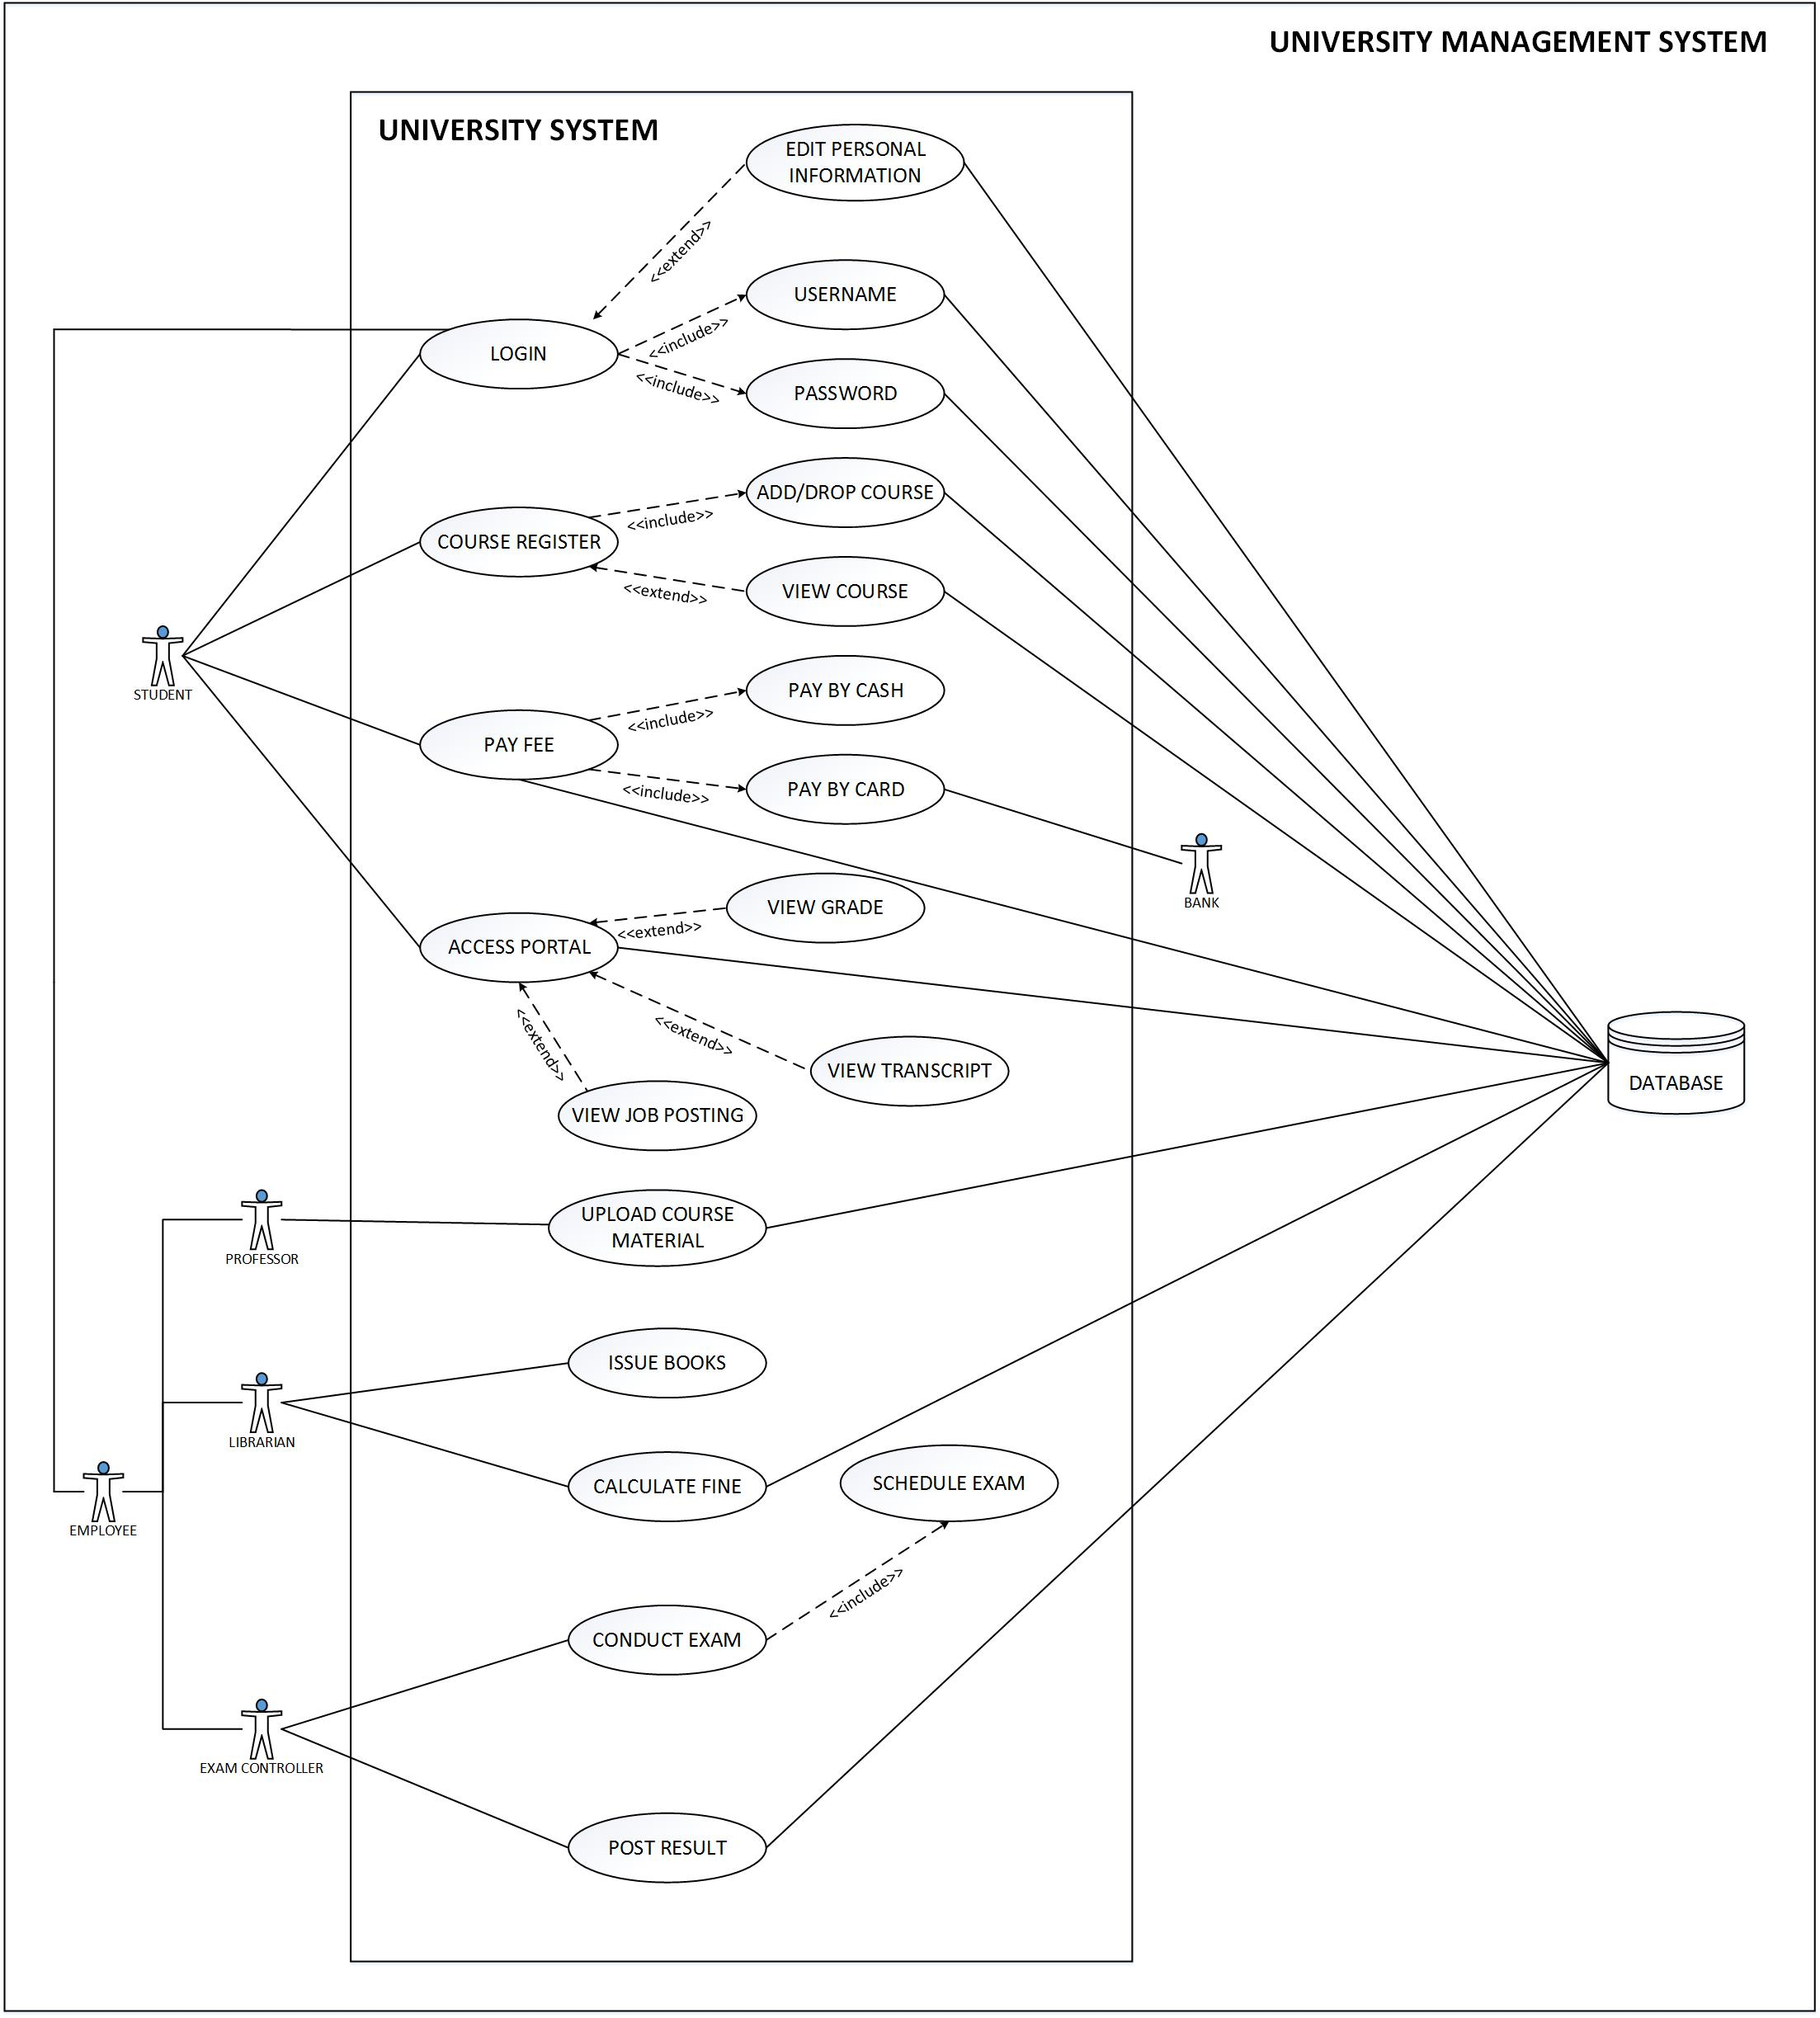 UNIVERSITY MANAGEMENT SYSTEM
UNIVERSITY SYSTEM
EDIT PERSONAL
INFORMATION
<<extend>>
USERNAME
<<include>>
LOGIN
<<include>>
PASSWORD
ADD/DROP COURSE
<<include>>
COURSE REGISTER
VIEW COURSE
<<extend>>
STUDENT
PAY BY CASH
<<include>>
PAY FEE
PAY BY CARD
<<include>>
BANK
VIEW GRADE
<<extend>>
ACCESS PORTAL
<<extend>>
<<extend>>
VIEW TRANSCRIPT
DATABASE
VIEW JOB POSTING
UPLOAD COURSE
MATERIAL
PROFESSOR
ISSUE BOOKS
LIBRARIAN
CALCULATE FINE
SCHEDULE EXAM
EMPLOYEE
<<include>>
CONDUCT EXAM
EXAM CONTROLLER
POST RESULT